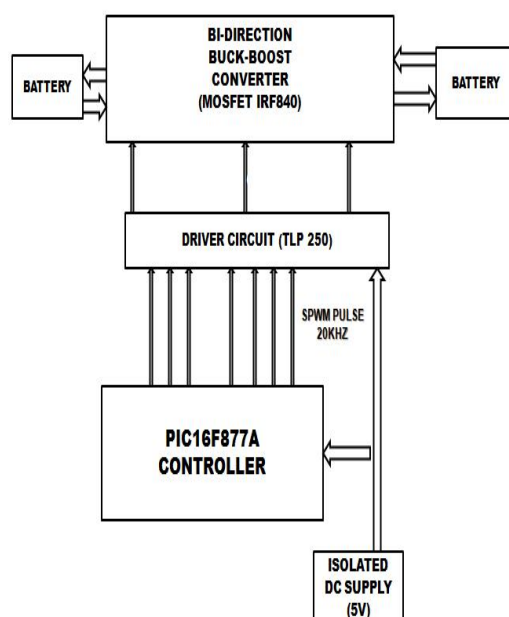 BI-DIRECTION
BUCK-BOOST
CONVERTER
(MOSFET IRF840)
BATTERY
BATTERY
DRIVER CIRCUIT (TLP 250)
SPWM PULSE
20KHZ
PIC16F877A
CONTROLLER
ISOLATED
DC SUPPLY
(5V)